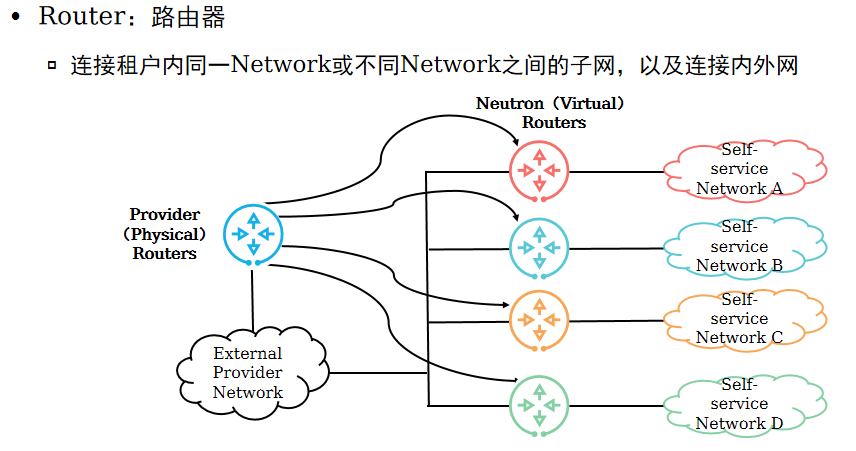 • Router：路由器
▫ 连接租户内同一Network或不同Network之间的子网，以及连接内外网
Neutron（Virtual）
Routers
Provider
（Physical）
Routers
External
Provider
Network
Self-
service
Network A
Self-
service
Network B
Self-
service
Network C
Self-
service
Network D